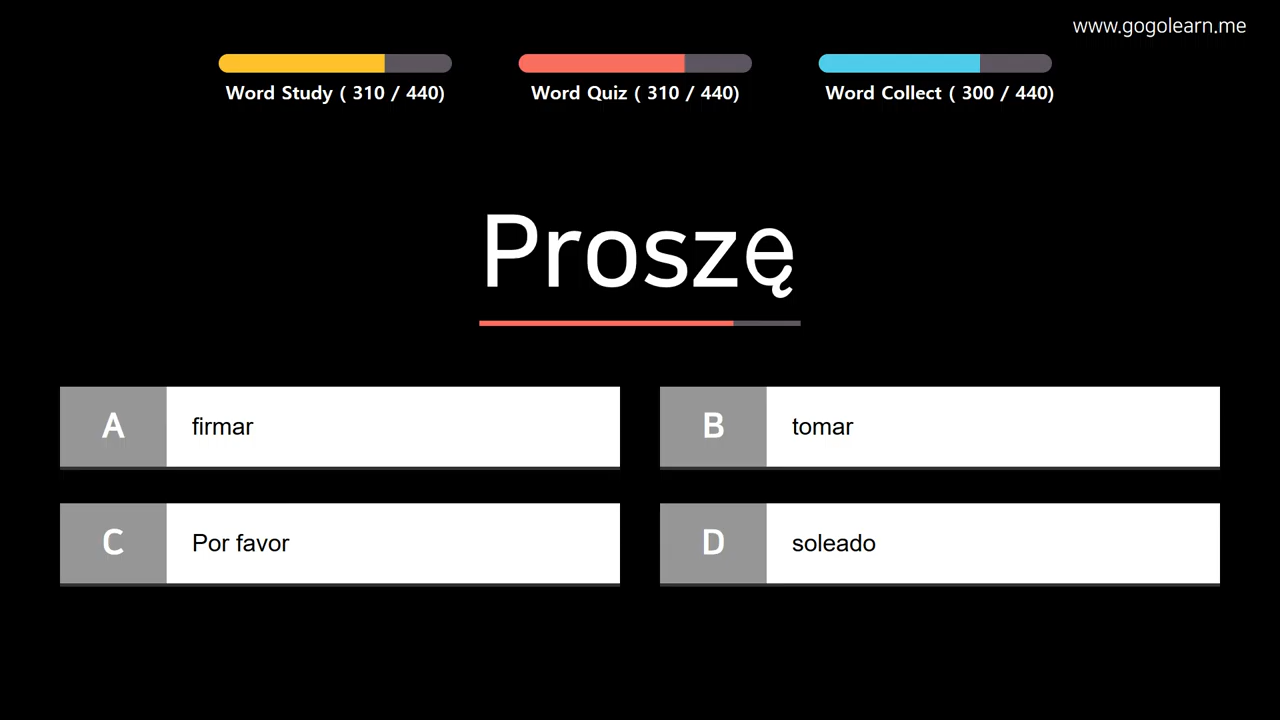 www.gogolearn.me
Word Study ( 310 / 440)
Word Quiz ( 310 / 440)
Word Collect ( 300 / 440)
Proszę
A firmar
B tomar
C Por favor
D soleado